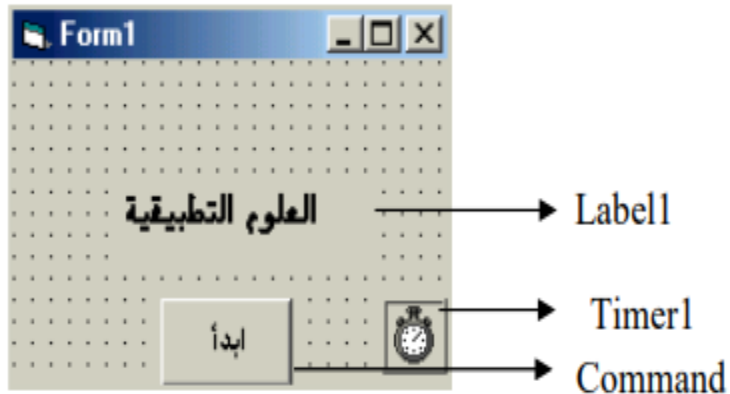 Form1
العلوم التطبيقية
Label1
Timer1
ابدأ
Command